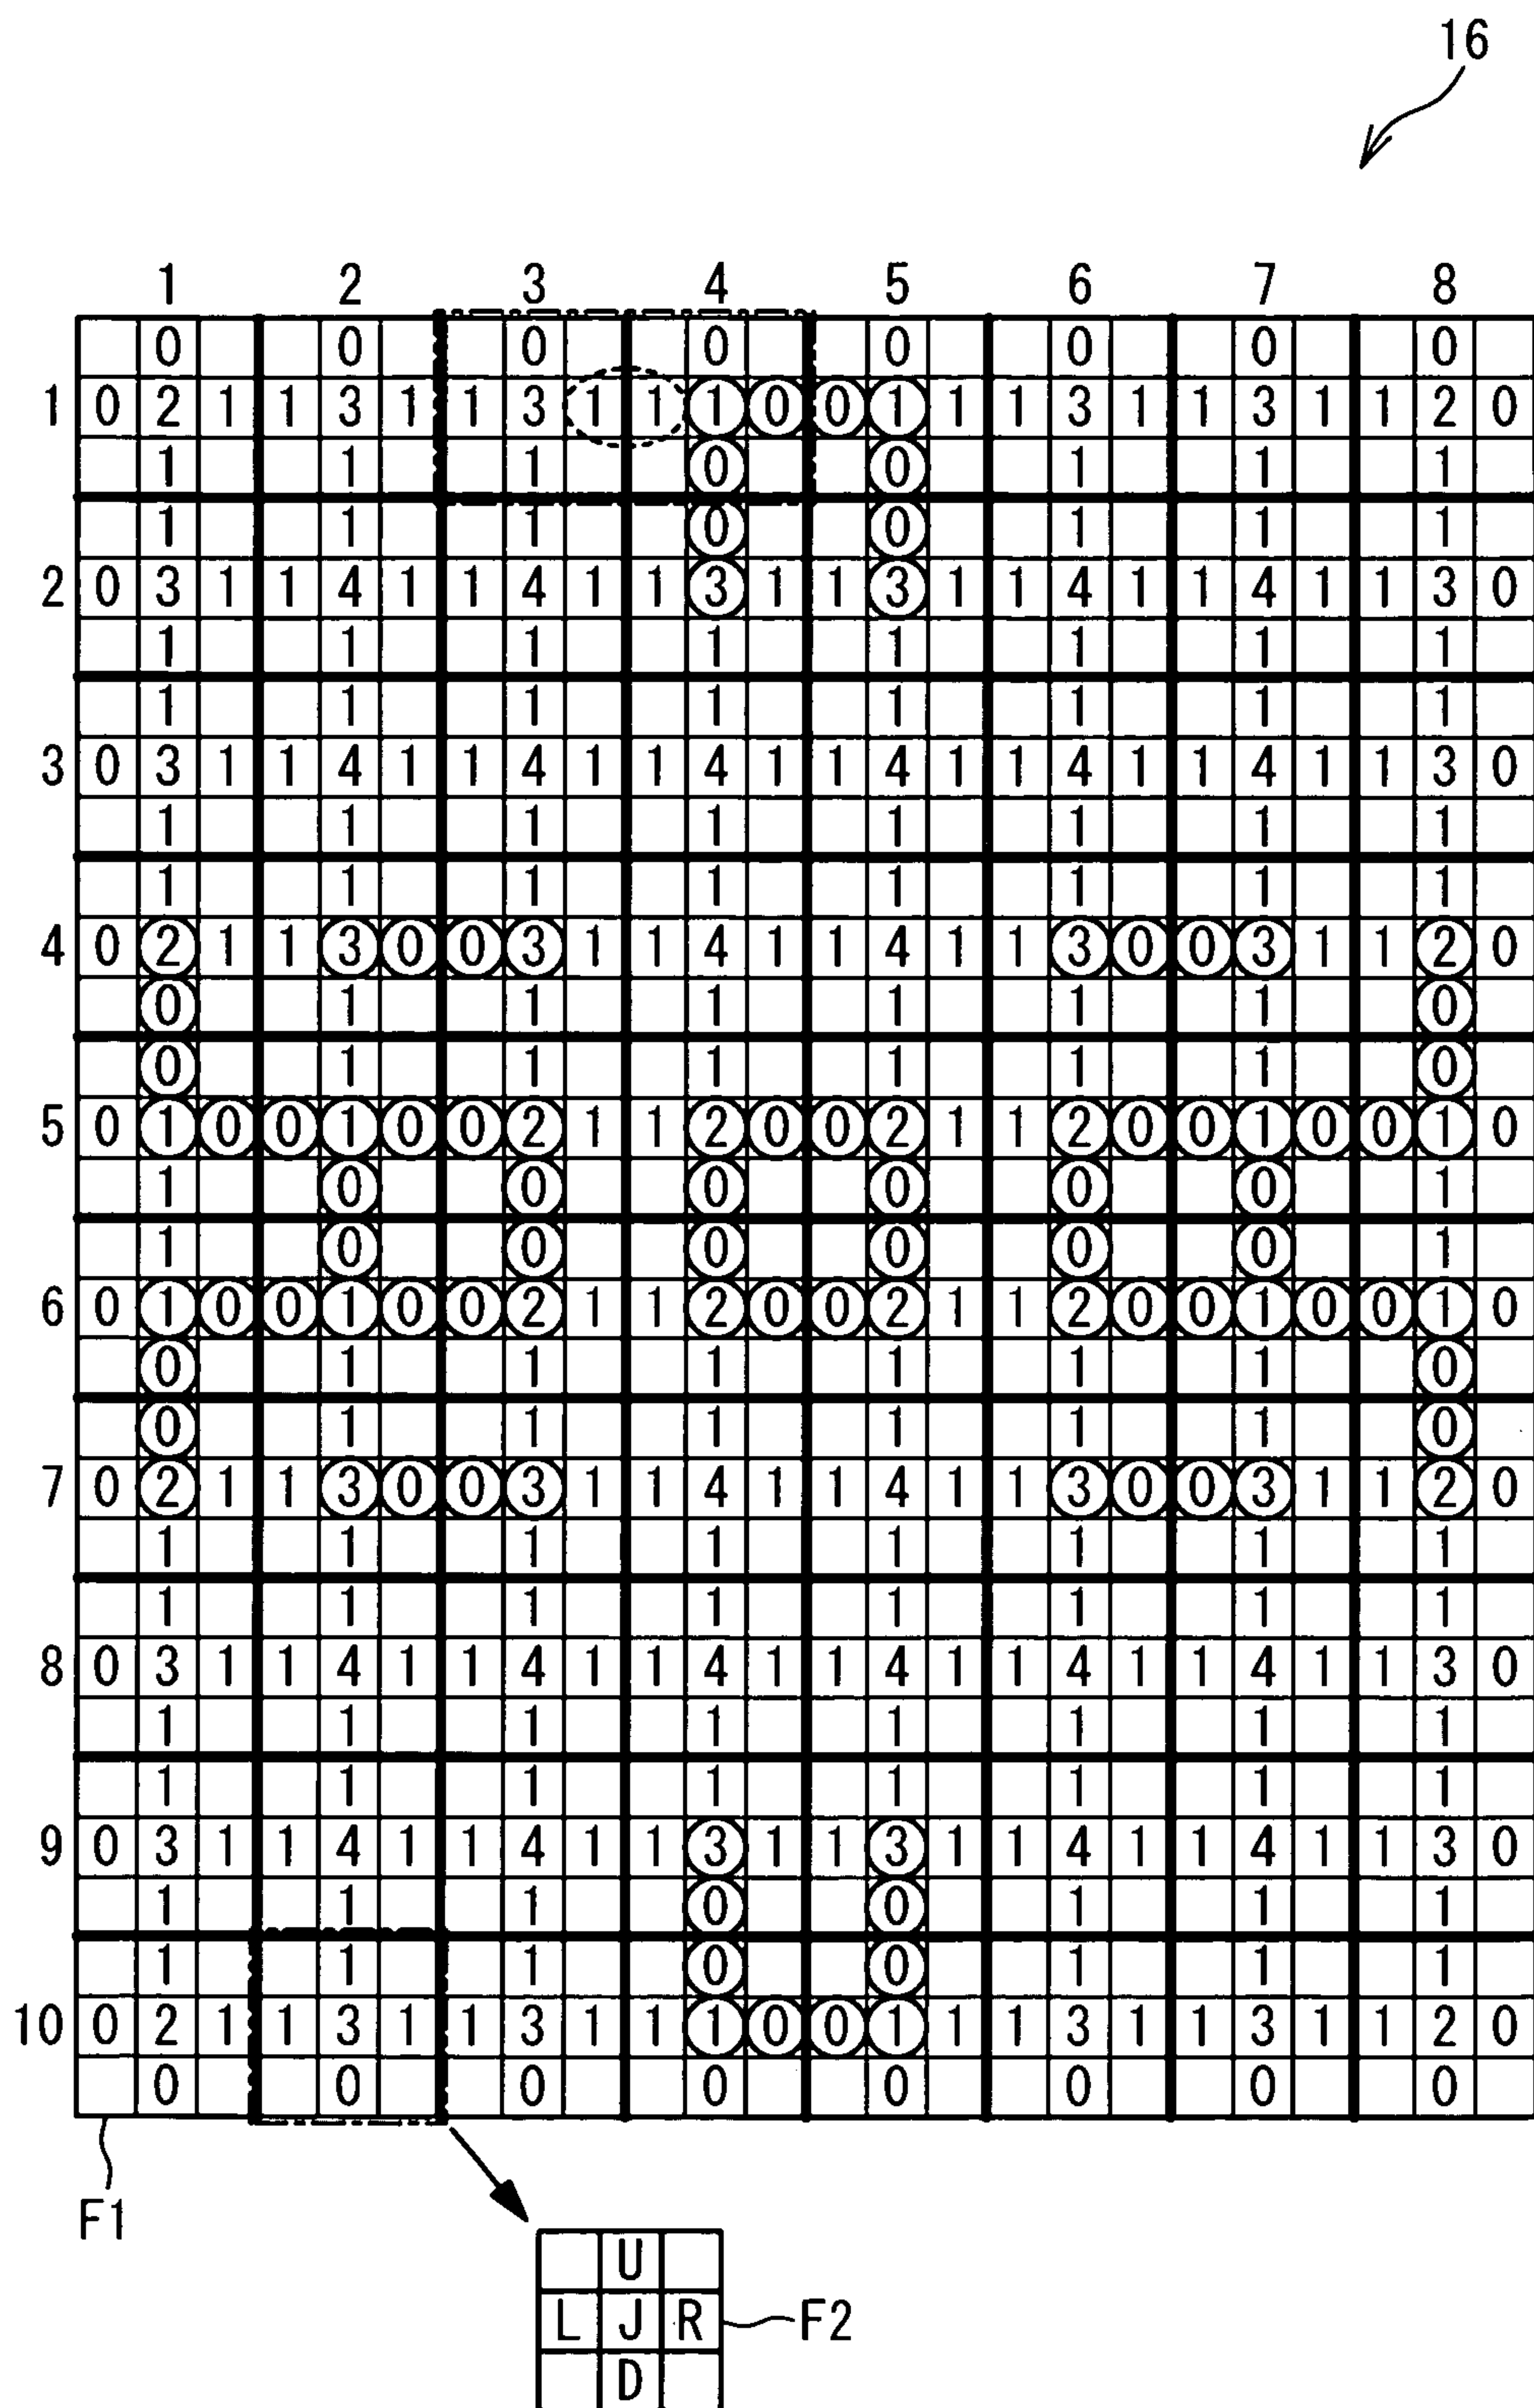 16
1 2 3 4 5 6 7 8
0 0 0 0 0 0 0 0
1 0 2 1 1 3 1 1 3 1 1 1 0 0 1 1 1 3 1 1 3 1 1 2 0
1 1 1 0 0 1 1 1
1 1 1 0 0 1 1 1
2 0 3 1 1 4 1 1 4 1 1 3 1 1 3 1 1 4 1 1 4 1 1 3 0
1 1 1 1 1 1 1 1
1 1 1 1 1 1 1 1
3 0 3 1 1 4 1 1 4 1 1 4 1 1 4 1 1 4 1 1 4 1 1 3 0
1 1 1 1 1 1 1 1
1 1 1 1 1 1 1 1
4 0 2 1 1 3 0 0 3 1 1 4 1 1 4 1 1 3 0 0 3 1 1 2 0
0 1 1 1 1 1 1 0
0 1 1 1 1 1 1 0
5 0 1 0 0 1 0 0 2 1 1 2 0 0 2 1 1 2 0 0 1 0 0 1 0
1 0 0 0 0 0 0 1
1 0 0 0 0 0 0 1
6 0 1 0 0 1 0 0 2 1 1 2 0 0 2 1 1 2 0 0 1 0 0 1 0
0 1 1 1 1 1 1 0
0 1 1 1 1 1 1 0
7 0 2 1 1 3 0 0 3 1 1 4 1 1 4 1 1 3 0 0 3 1 1 2 0
1 1 1 1 1 1 1 1
1 1 1 1 1 1 1 1
8 0 3 1 1 4 1 1 4 1 1 4 1 1 4 1 1 4 1 1 4 1 1 3 0
1 1 1 1 1 1 1 1
1 1 1 1 1 1 1 1
9 0 3 1 1 4 1 1 4 1 1 3 1 1 3 1 1 4 1 1 4 1 1 3 0
1 1 1 0 0 1 1 1
1 1 1 0 0 1 1 1
10 0 2 1 1 3 1 1 3 1 1 1 0 0 1 1 1 3 1 1 3 1 1 2 0
0 0 0 0 0 0 0 0
F1
U
L J R F2
D